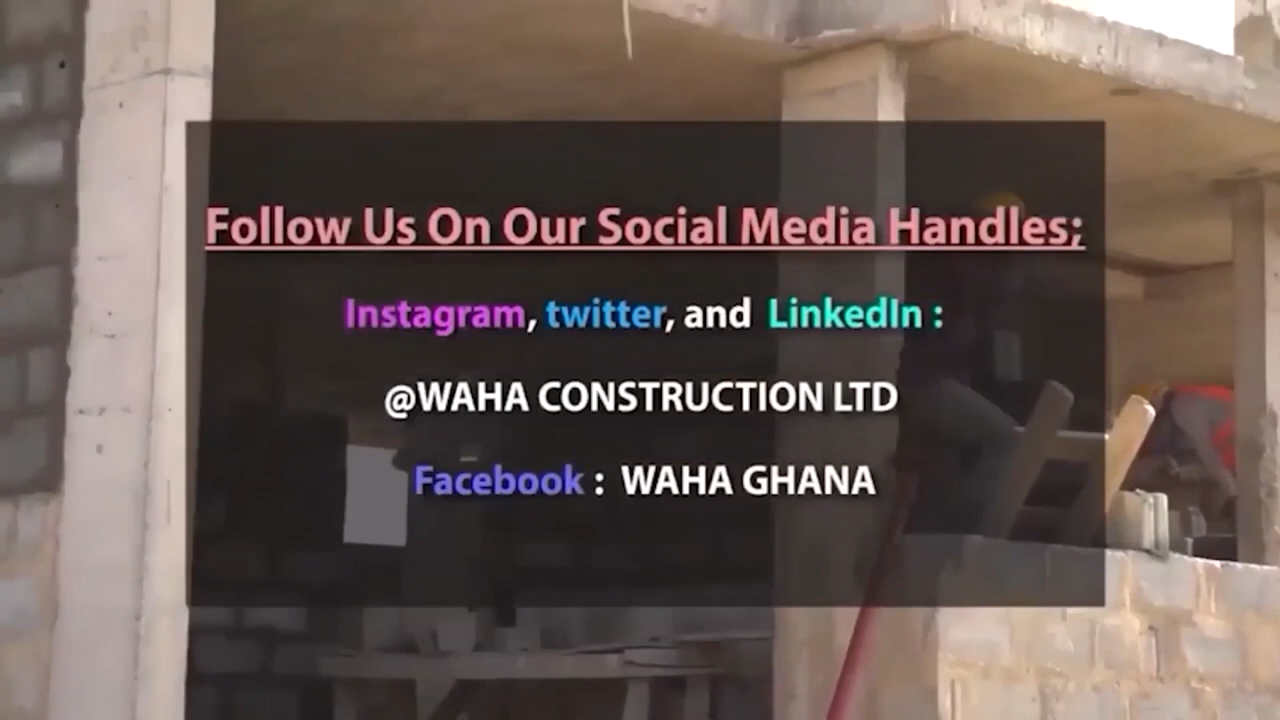 Follow Us On Our Social Media Handles;
Instagram, twitter, and LinkedIn :
@WAHA CONSTRUCTION LTD
Facebook : WAHA GHANA